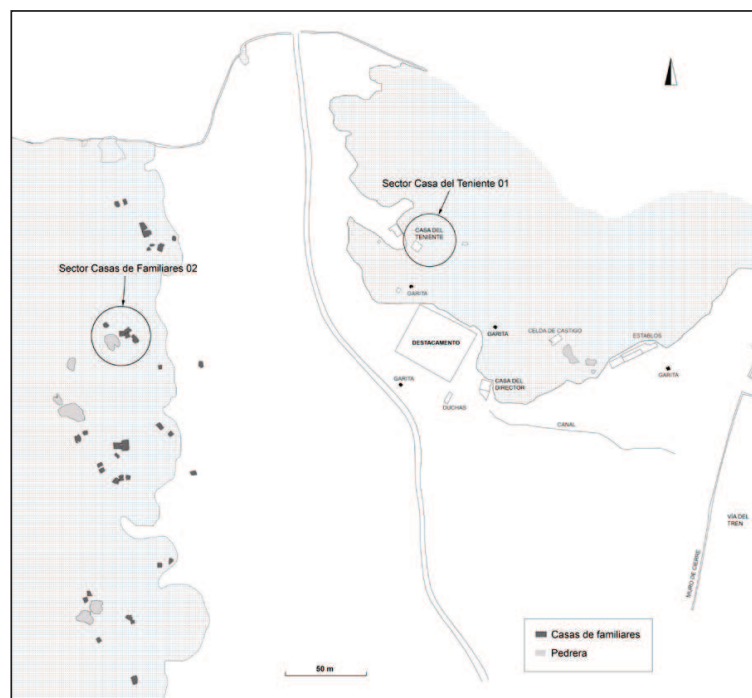 Sector Casa del Teniente 01
CASA DEL
TENIENTE
Sector Casas de Familiares 02
GARITA
GARITA
CELDA DE CASTIGO
ESTABLOS
DESTACAMENTO
GARITA
GARITA
CASA DEL
DIRECTOR
DUCHAS
CANAL
VÍA DEL
TREN
MURO DE CIERRE
Casas de familiares
Pedrera
50 m